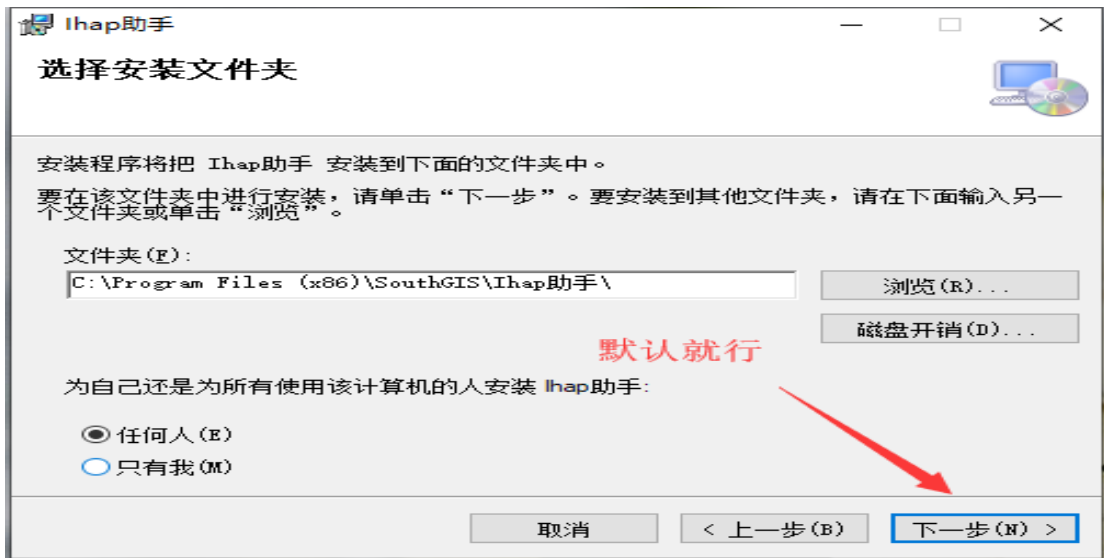 Ihap助手
选择安装文件夹
安装程序将把 Ihap助手 安装到下面的文件夹中。
要在该文件夹中进行安装，请单击“下一步”。要安装到其他文件夹，请在下面输入另一
个文件夹或单击“浏览”。
文件夹(F):
C:\Program Files (x86)\SouthGIS\Ihap助手\
浏览(R)...
磁盘开销(D)...
默认就行
为自己还是为所有使用该计算机的人安装 Ihap助手:
任何人(E)
只有我(M)
取消
< 上一步(B)
下一步(N) >